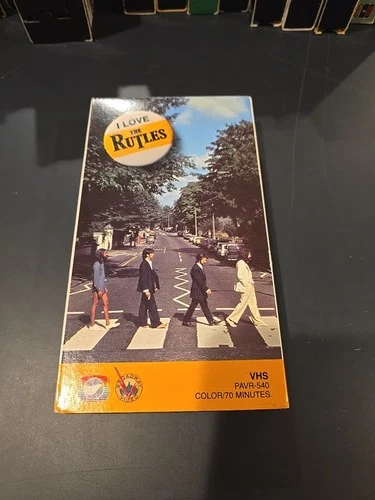 I LOVE
THE
RUTLES
VHS
PAVR-540
COLOR/70 MINUTES